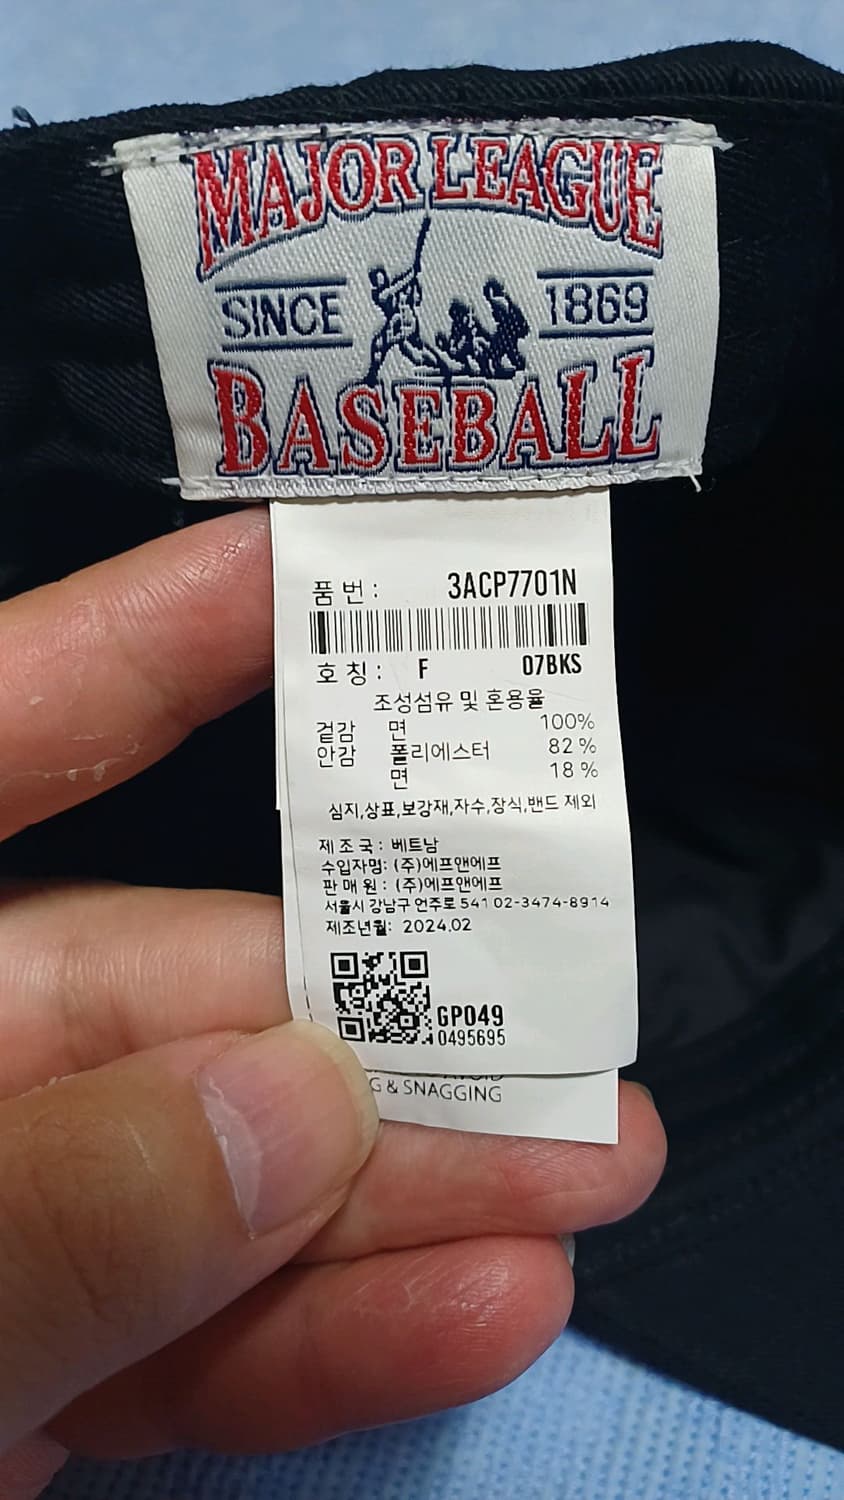 MAJOR LEAGUE
SINCE 1869
BASEBALL
품 번 : 3ACP7701N
호 칭 : F 07BKS
조성섬유 및 혼용율
겉감 면 100%
안감 폴리에스터 82 %
면 18 %
심지,상표,보강재,자수,장식,밴드 제외
제 조 국 : 베트남
수입자명: (주)에프앤에프
판 매 원 : (주)에프앤에프
서울시 강남구 언주로 541 02-3474-8914
제조년월: 2024.02
GP049
0495695
G & SNAGGING